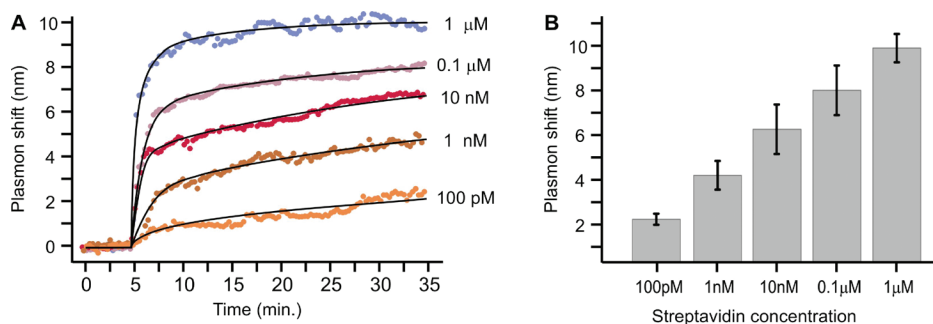 A
Plasmon shift (nm)
10
8
6
4
2
0
0 5 10 15 20 25 30 35
Time (min.)
1 μM
0.1 μM
10 nM
1 nM
100 pM
B
Plasmon shift (nm)
10
8
6
4
2
100pM 1nM 10nM 0.1μM 1μM
Streptavidin concentration